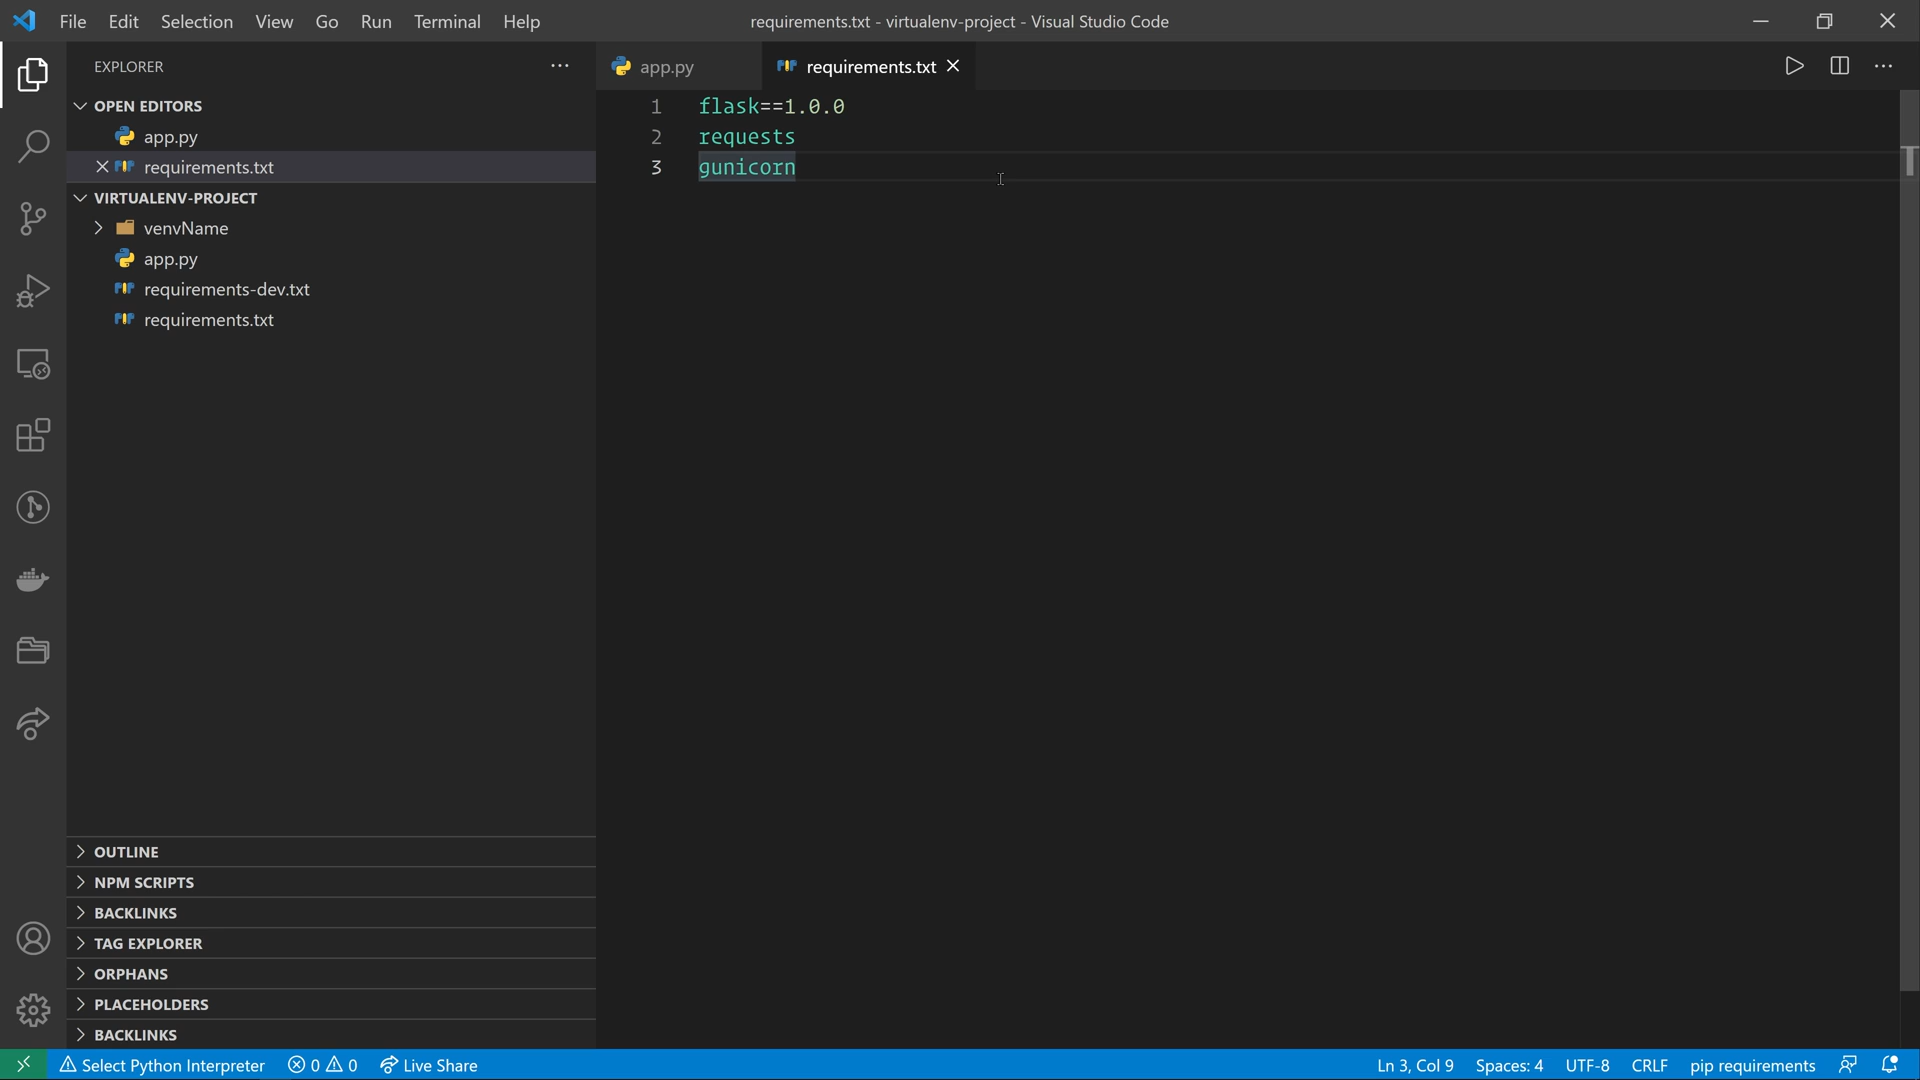 File Edit Selection View Go Run Terminal Help
requirements.txt - virtualenv-project - Visual Studio Code
EXPLORER
OPEN EDITORS
app.py
requirements.txt
VIRTUALENV-PROJECT
venvName
app.py
requirements-dev.txt
requirements.txt
OUTLINE
NPM SCRIPTS
BACKLINKS
TAG EXPLORER
ORPHANS
PLACEHOLDERS
BACKLINKS
app.py
requirements.txt
1 flask==1.0.0
2 requests
3 gunicorn
Select Python Interpreter 0 0 Live Share
Ln 3, Col 9 Spaces: 4 UTF-8 CRLF pip requirements